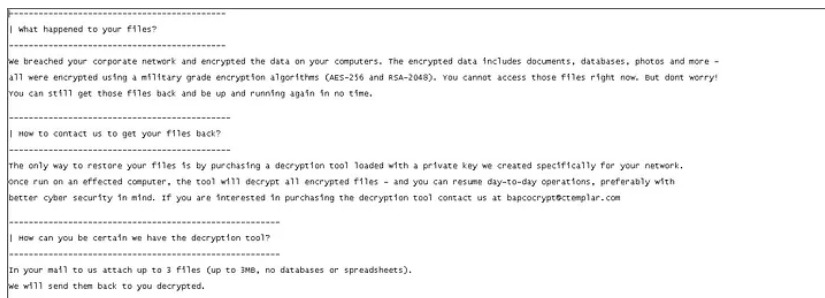 --------------------------------------------
| What happened to your files?
--------------------------------------------
We breached your corporate network and encrypted the data on your computers. The encrypted data includes documents, databases, photos and more -
all were encrypted using a military grade encryption algorithms (AES-256 and RSA-2048). You cannot access those files right now. But dont worry!
You can still get those files back and be up and running again in no time.
---------------------------------------------
| How to contact us to get your files back?
---------------------------------------------
The only way to restore your files is by purchasing a decryption tool loaded with a private key we created specifically for your network.
Once run on an effected computer, the tool will decrypt all encrypted files - and you can resume day-to-day operations, preferably with
better cyber security in mind. If you are interested in purchasing the decryption tool contact us at bapcocrypt@ctemplar.com
-------------------------------------------------------
| How can you be certain we have the decryption tool?
-------------------------------------------------------
In your mail to us attach up to 3 files (up to 3MB, no databases or spreadsheets).
We will send them back to you decrypted.